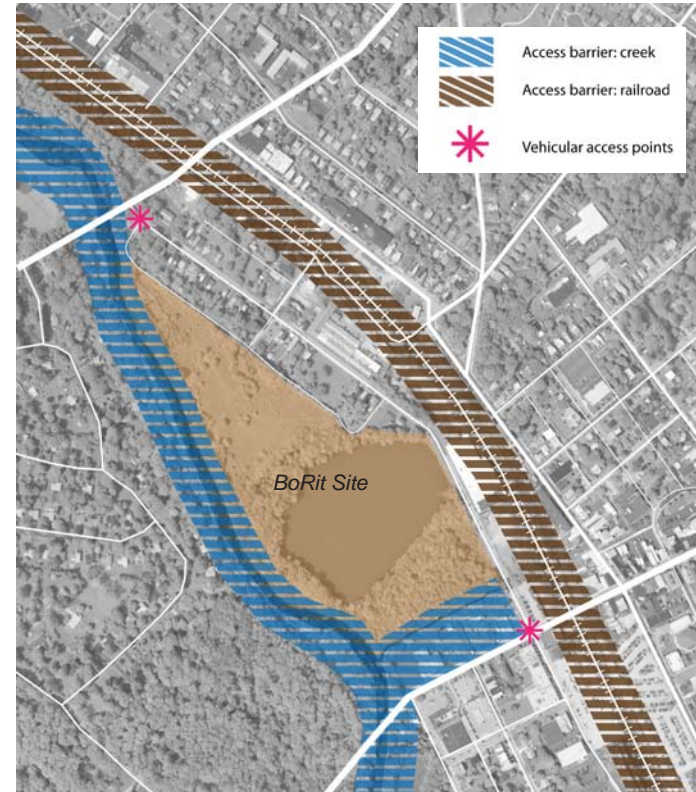 Access barrier: creek
Access barrier: railroad
Vehicular access points
BoRit Site